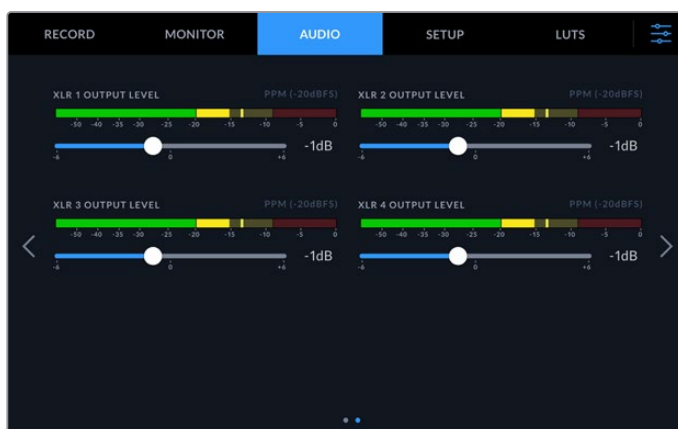 RECORD MONITOR AUDIO SETUP LUTS
XLR 1 OUTPUT LEVEL PPM (-20dBFS) XLR 2 OUTPUT LEVEL PPM (-20dBFS)
-50 -40 -35 -30 -20 -15 -10 -5 0 -50 -40 -35 -30 -20 -15 -10 -5 0
-1dB -1dB
-6 0 +6 -6 0 +6
XLR 3 OUTPUT LEVEL PPM (-20dBFS) XLR 4 OUTPUT LEVEL PPM (-20dBFS)
-50 -40 -35 -30 -20 -15 -10 -5 0 -50 -40 -35 -30 -20 -15 -10 -5 0
-1dB -1dB
-6 0 +6 -6 0 +6